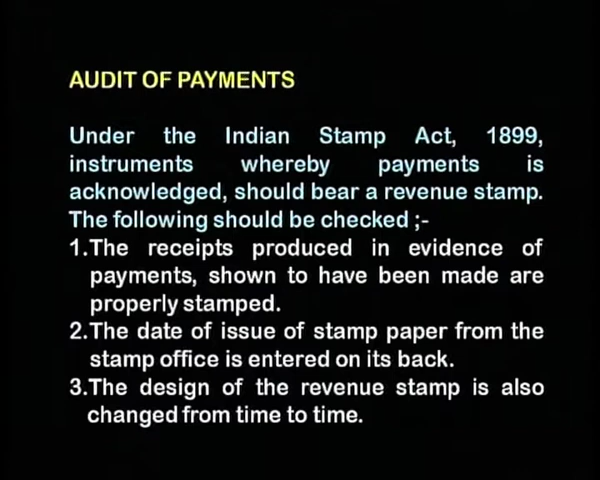 AUDIT OF PAYMENTS
Under the Indian Stamp Act, 1899,
instruments whereby payments is
acknowledged, should bear a revenue stamp.
The following should be checked ;-
1.The receipts produced in evidence of
payments, shown to have been made are
properly stamped.
2.The date of issue of stamp paper from the
stamp office is entered on its back.
3.The design of the revenue stamp is also
changed from time to time.